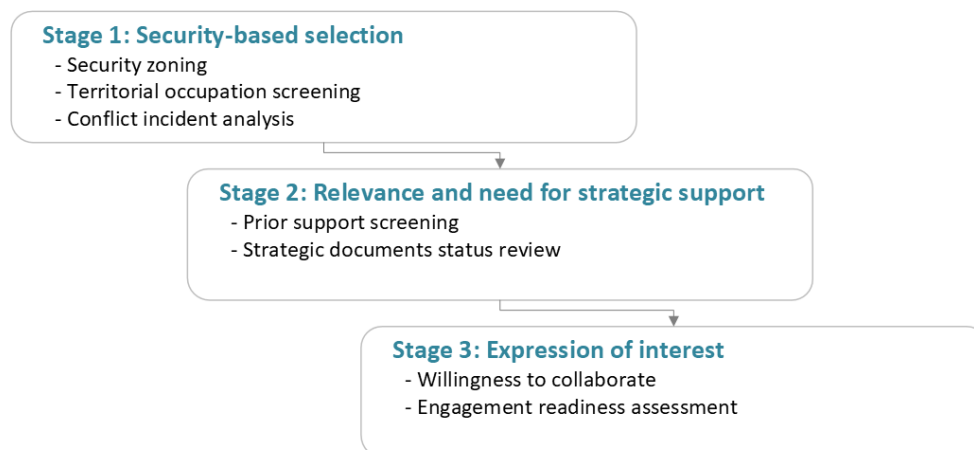 Stage 1: Security-based selection
- Security zoning
- Territorial occupation screening
- Conflict incident analysis
Stage 2: Relevance and need for strategic support
- Prior support screening
- Strategic documents status review
Stage 3: Expression of interest
- Willingness to collaborate
- Engagement readiness assessment